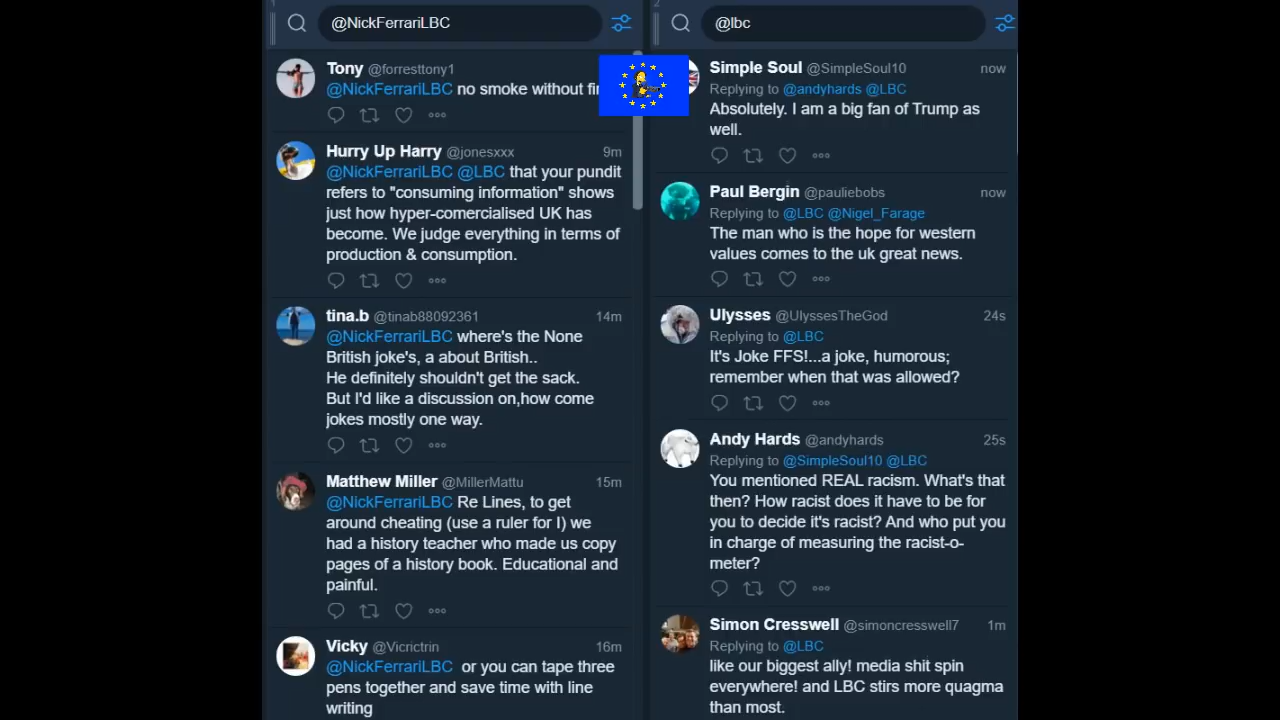 @NickFerrariLBC
Tony @forresttony1
@NickFerrariLBC no smoke without
Hurry Up Harry @jonesxxx 9m
@NickFerrariLBC @LBC that your pundit
refers to "consuming information" shows
just how hyper-comercialised UK has
become. We judge everything in terms of
production & consumption.
tina.b @tinab88092361 14m
@NickFerrariLBC where's the None
British joke's, a about British..
He definitely shouldn't get the sack.
But I'd like a discussion on,how come
jokes mostly one way.
Matthew Miller @MillerMattu 15m
@NickFerrariLBC Re Lines, to get
around cheating (use a ruler for I) we
had a history teacher who made us copy
pages of a history book. Educational and
painful.
Vicky @Vicrictrin 16m
@NickFerrariLBC or you can tape three
pens together and save time with line
writing
2
@lbc
Simple Soul @SimpleSoul10 now
Replying to @andyhards @LBC
Absolutely. I am a big fan of Trump as
well.
Paul Bergin @pauliebobs now
Replying to @LBC @Nigel_Farage
The man who is the hope for western
values comes to the uk great news.
Ulysses @UlyssesTheGod 24s
Replying to @LBC
It's Joke FFS!...a joke, humorous;
remember when that was allowed?
Andy Hards @andyhards 25s
Replying to @SimpleSoul10 @LBC
You mentioned REAL racism. What's that
then? How racist does it have to be for
you to decide it's racist? And who put you
in charge of measuring the racist-o-
meter?
Simon Cresswell @simoncresswell7 1m
Replying to @LBC
like our biggest ally! media shit spin
everywhere! and LBC stirs more quagma
than most.